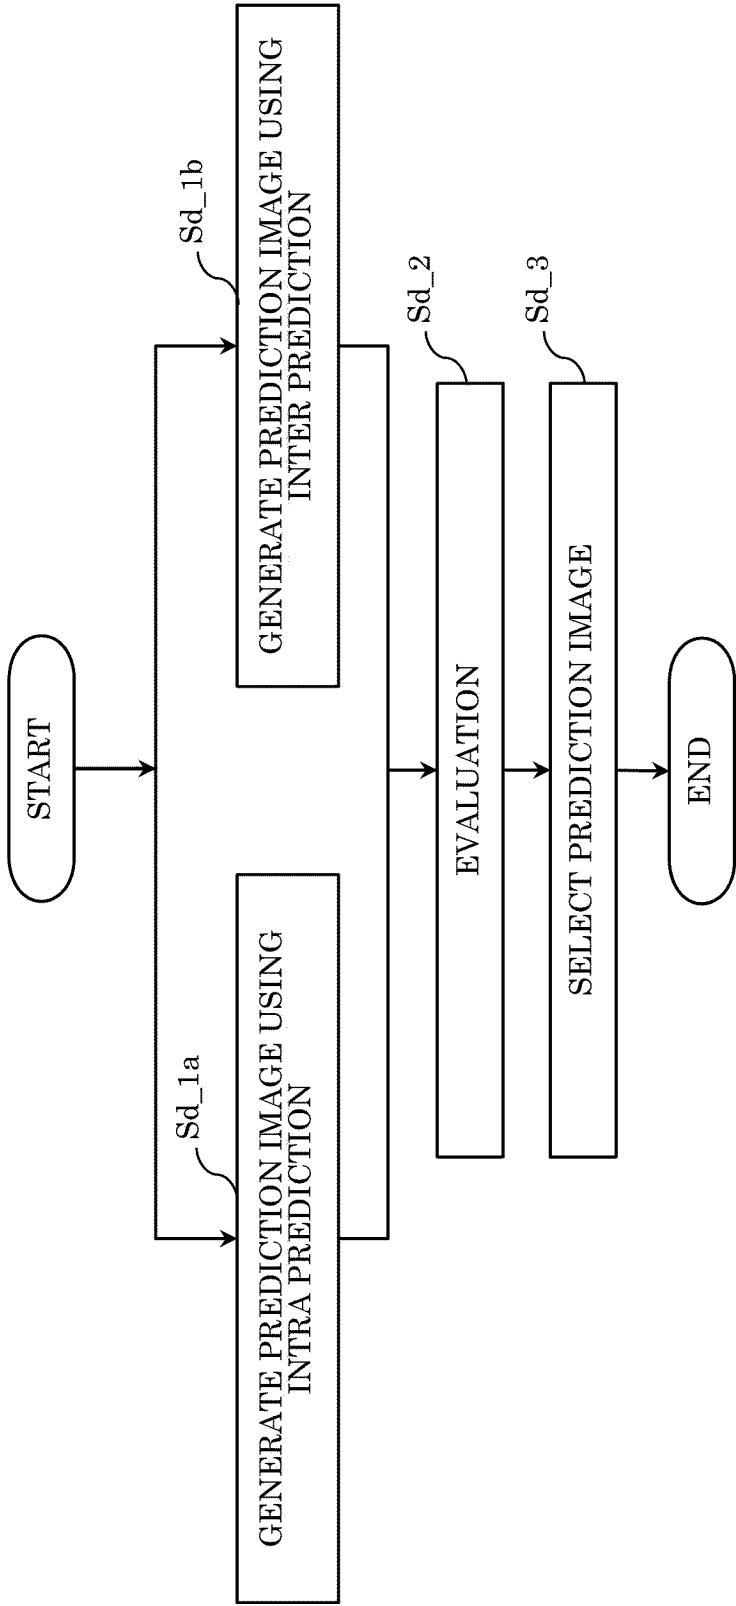 START
Sd_1a
GENERATE PREDICTION IMAGE USING
INTRA PREDICTION
Sd_1b
GENERATE PREDICTION IMAGE USING
INTER PREDICTION
Sd_2
EVALUATION
Sd_3
SELECT PREDICTION IMAGE
END